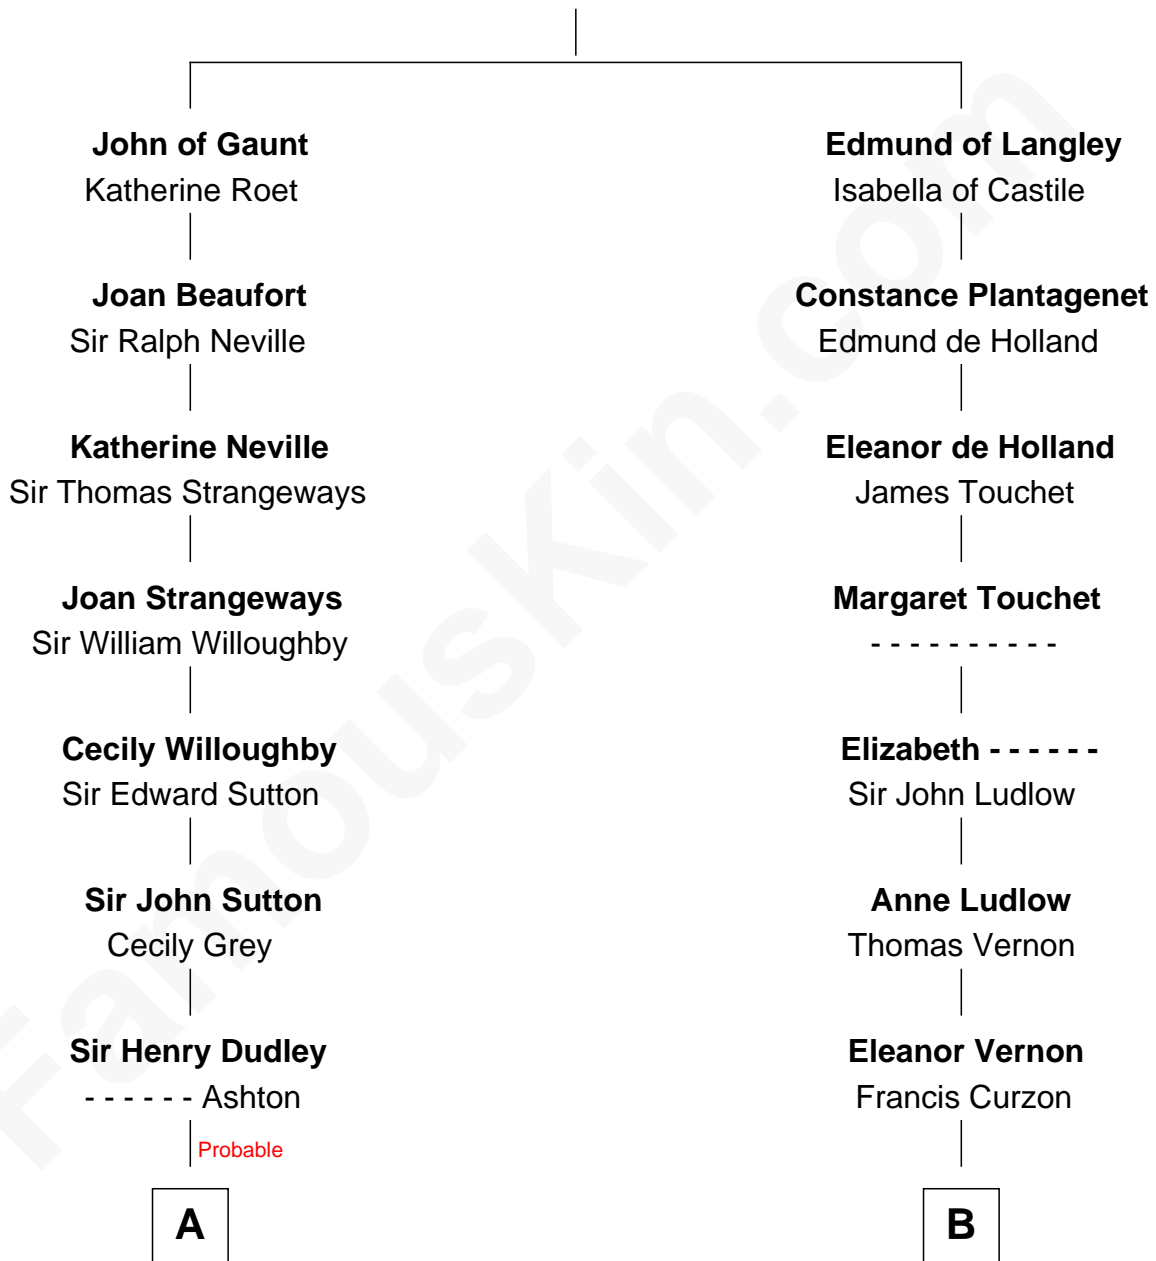 John of Gaunt
Katherine Roet
Edmund of Langley
Isabella of Castile
Joan Beaufort
Sir Ralph Neville
Constance Plantagenet
Edmund de Holland
Katherine Neville
Sir Thomas Strangeways
Eleanor de Holland
James Touchet
Joan Strangeways
Sir William Willoughby
Margaret Touchet
- - - - - - - - - -
Cecily Willoughby
Sir Edward Sutton
Elizabeth - - - - - -
Sir John Ludlow
Sir John Sutton
Cecily Grey
Anne Ludlow
Thomas Vernon
Sir Henry Dudley
- - - - - - Ashton
Eleanor Vernon
Francis Curzon
Probable
A
B
FamousKin.com